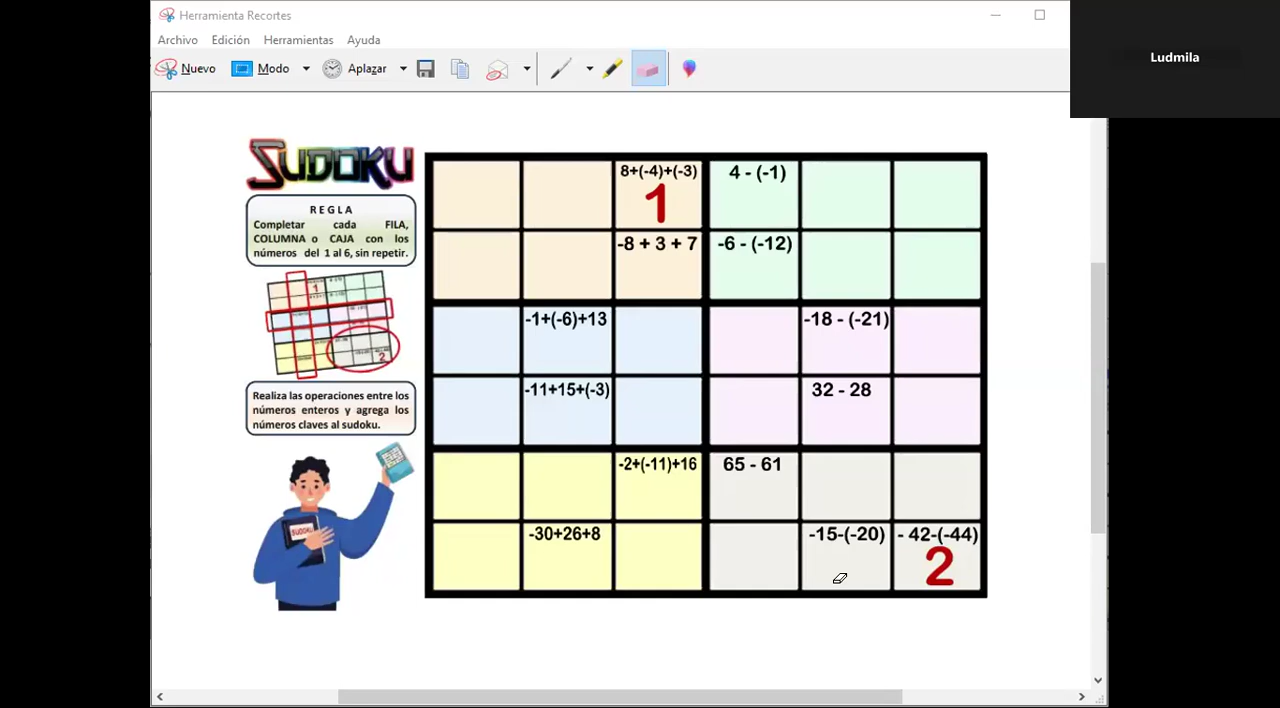 Herramienta Recortes
Ludmila
Archivo Edición Herramientas Ayuda
Nuevo Modo Aplazar
SUDOKU
REGLA
Completar cada FILA,
COLUMNA o CAJA con los
números del 1 al 6, sin repetir.
Realiza las operaciones entre los
números enteros y agrega los
números claves al sudoku.
SUDOKU
8+(-4)+(-3) 4 - (-1)
1
-8 + 3 + 7 -6 - (-12)
-1+(-6)+13 -18 - (-21)
-11+15+(-3) 32 - 28
-2+(-11)+16 65 - 61
-30+26+8 -15-(-20) - 42-(-44)
2